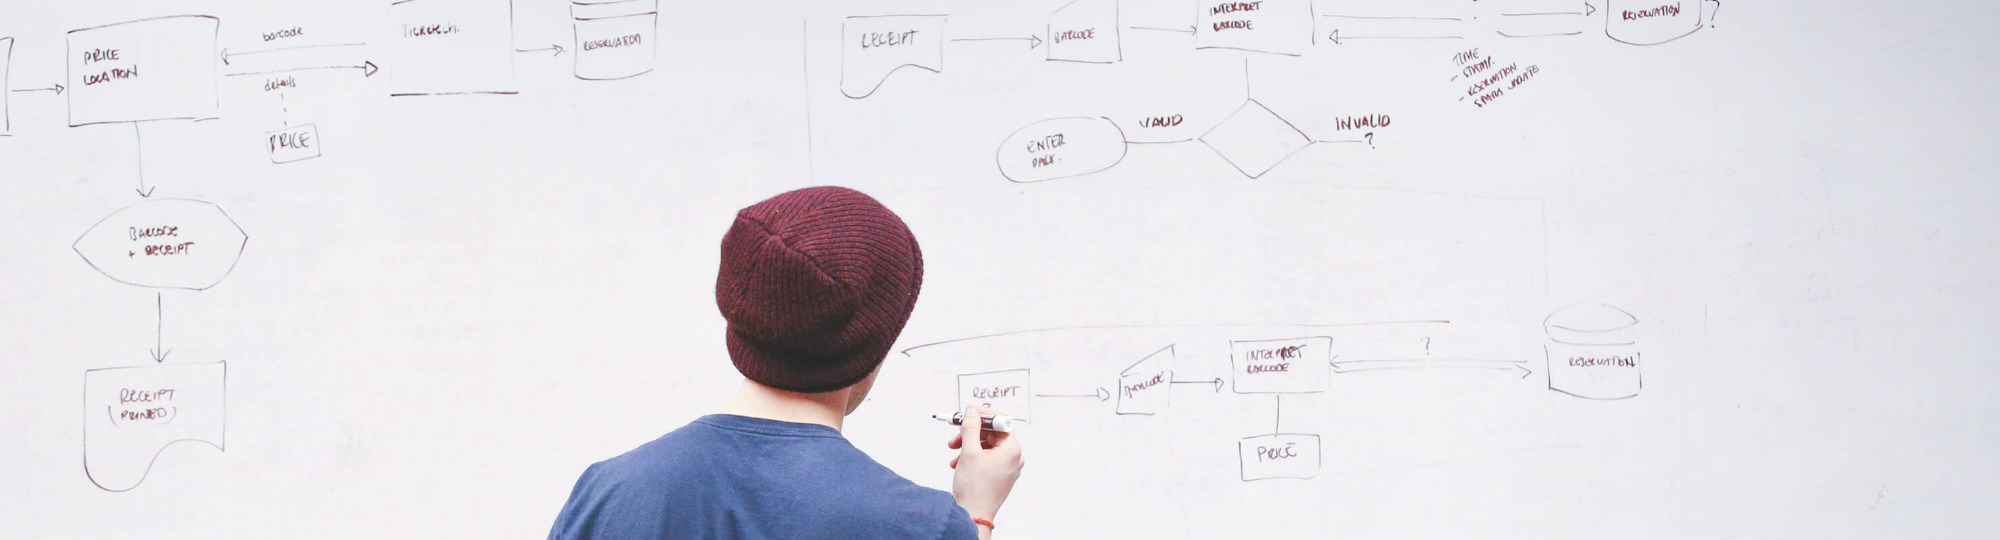 PRICE
LOCATION
barcode
details
PRICE
Ticketech.
RESERVATION
BARCODE
+ RECEIPT
RECEIPT
(PRINTED)
RECEIPT
BARCODE
INTERPRET
BARCODE
RESERVATION
?
TIME
- STAMP.
- RESERVATION
STATUS UPDATE
VALID
INVALID
?
ENTER
PARK.
RECEIPT
?
BARCODE
INTERPRET
BARCODE
?
RESERVATION
PRICE